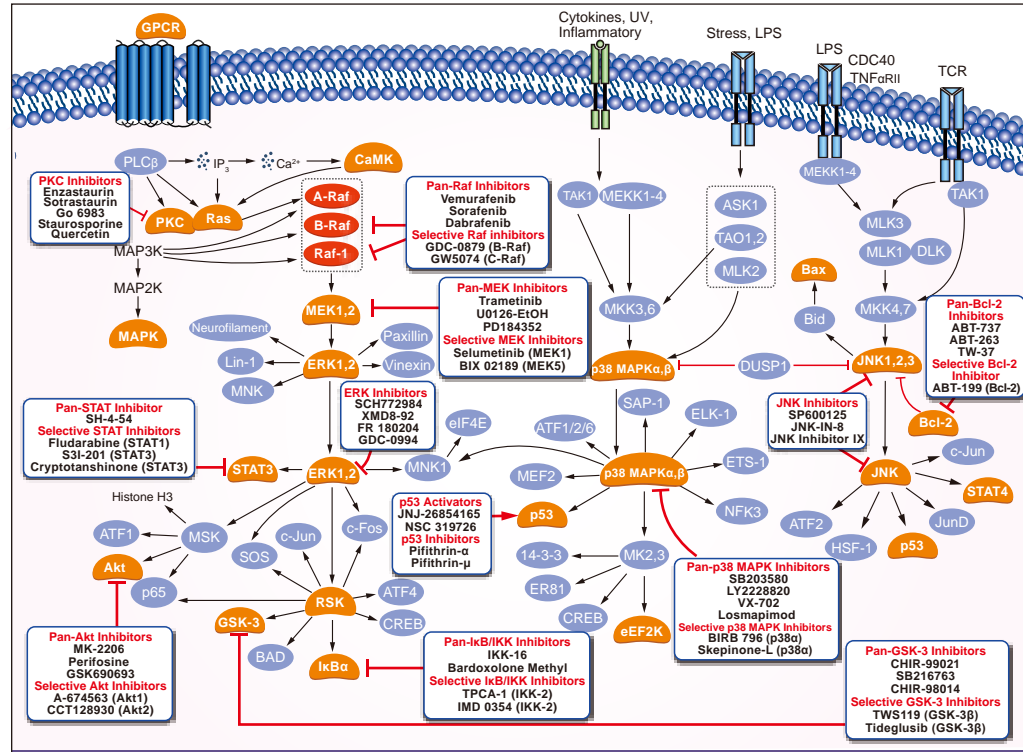 GPCR
Cytokines, UV,
Inflammatory
Stress, LPS
LPS
CDC40
TNFαRII
TCR
PLCβ
IP
3
Ca²⁺
CaMK
PKC Inhibitors
Enzastaurin
Sotrastaurin
Go 6983
Staurosporine
Quercetin
PKC
Ras
A-Raf
B-Raf
Raf-1
Pan-Raf Inhibitors
Vemurafenib
Sorafenib
Dabrafenib
Selective Raf inhibitors
GDC-0879 (B-Raf)
GW5074 (C-Raf)
TAK1
MEKK1-4
ASK1
TAO1,2
MLK2
MEKK1-4
TAK1
MLK3
MLK1
DLK
MAP3K
MAP2K
MAPK
MEK1,2
Pan-MEK Inhibitors
Trametinib
U0126-EtOH
PD184352
Selective MEK Inhibitors
Selumetinib (MEK1)
BIX 02189 (MEK5)
MKK3,6
Bax
Bid
MKK4,7
Pan-Bcl-2
Inhibitors
ABT-737
ABT-263
TW-37
Selective Bcl-2
Inhibitor
ABT-199 (Bcl-2)
Neurofilament
Lin-1
MNK
ERK1,2
Paxillin
Vinexin
p38 MAPKα,β
DUSP1
JNK1,2,3
Bcl-2
ERK Inhibitors
SCH772984
XMD8-92
FR 180204
GDC-0994
JNK Inhibitors
SP600125
JNK-IN-8
JNK Inhibitor IX
Pan-STAT Inhibitor
SH-4-54
Selective STAT Inhibitors
Fludarabine (STAT1)
S3I-201 (STAT3)
Cryptotanshinone (STAT3)
STAT3
ERK1,2
MNK1
eIF4E
SAP-1
ATF1/2/6
ELK-1
MEF2
p38 MAPKα,β
ETS-1
NFK3
JNK
c-Jun
STAT4
JunD
p53
HSF-1
ATF2
p53 Activators
JNJ-26854165
NSC 319726
p53 Inhibitors
Pifithrin-α
Pifithrin-μ
p53
Histone H3
ATF1
MSK
Akt
p65
SOS
c-Jun
c-Fos
RSK
ATF4
CREB
GSK-3
BAD
IκBα
14-3-3
MK2,3
ER81
CREB
eEF2K
Pan-p38 MAPK Inhibitors
SB203580
LY2228820
VX-702
Losmapimod
Selective p38 MAPK Inhibitors
BIRB 796 (p38α)
Skepinone-L (p38α)
Pan-Akt Inhibitors
MK-2206
Perifosine
GSK690693
Selective Akt Inhibitors
A-674563 (Akt1)
CCT128930 (Akt2)
Pan-IκB/IKK Inhibitors
IKK-16
Bardoxolone Methyl
Selective IκB/IKK Inhibitors
TPCA-1 (IKK-2)
IMD 0354 (IKK-2)
Pan-GSK-3 Inhibitors
CHIR-99021
SB216763
CHIR-98014
Selective GSK-3 Inhibitors
TWS119 (GSK-3β)
Tideglusib (GSK-3β)